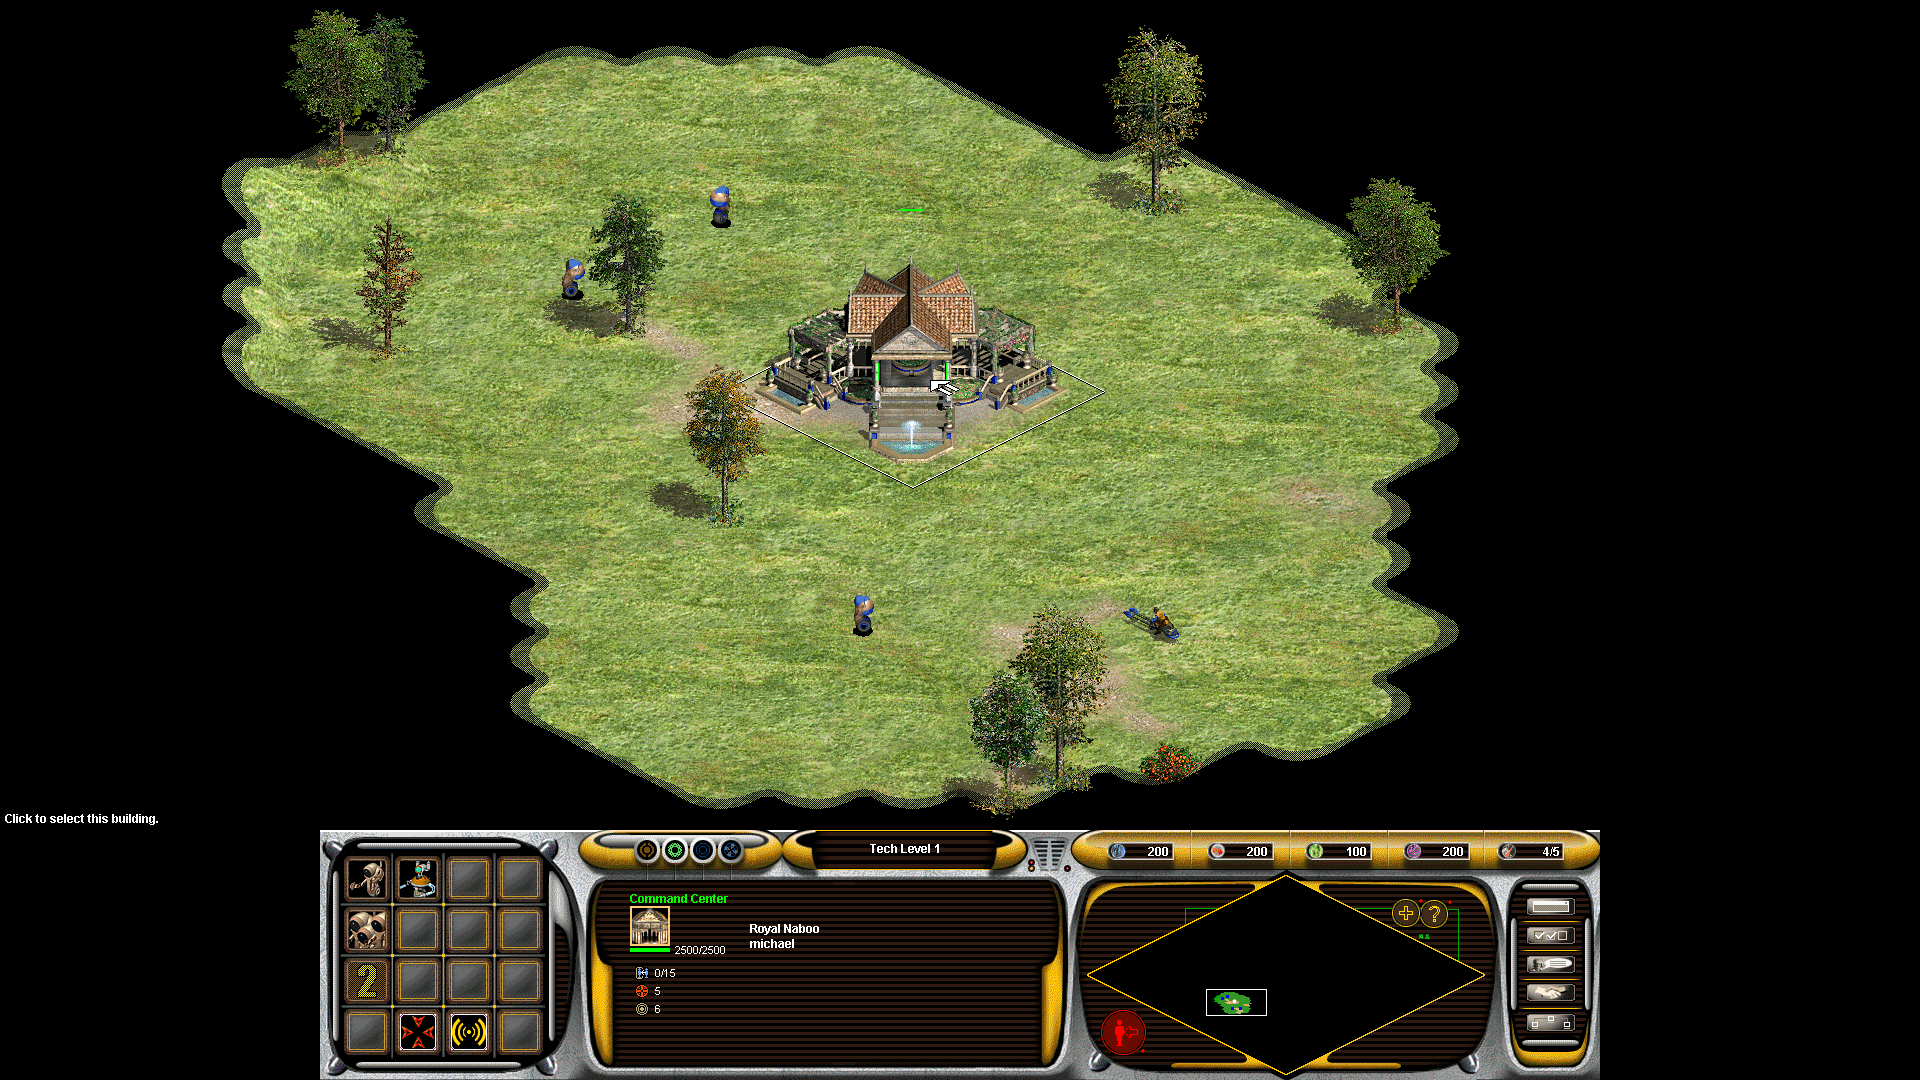 Click to select this building.
Tech Level 1
200
200
100
200
4/5
Command Center
Royal Naboo
michael
2500/2500
0/15
5
6
2
?